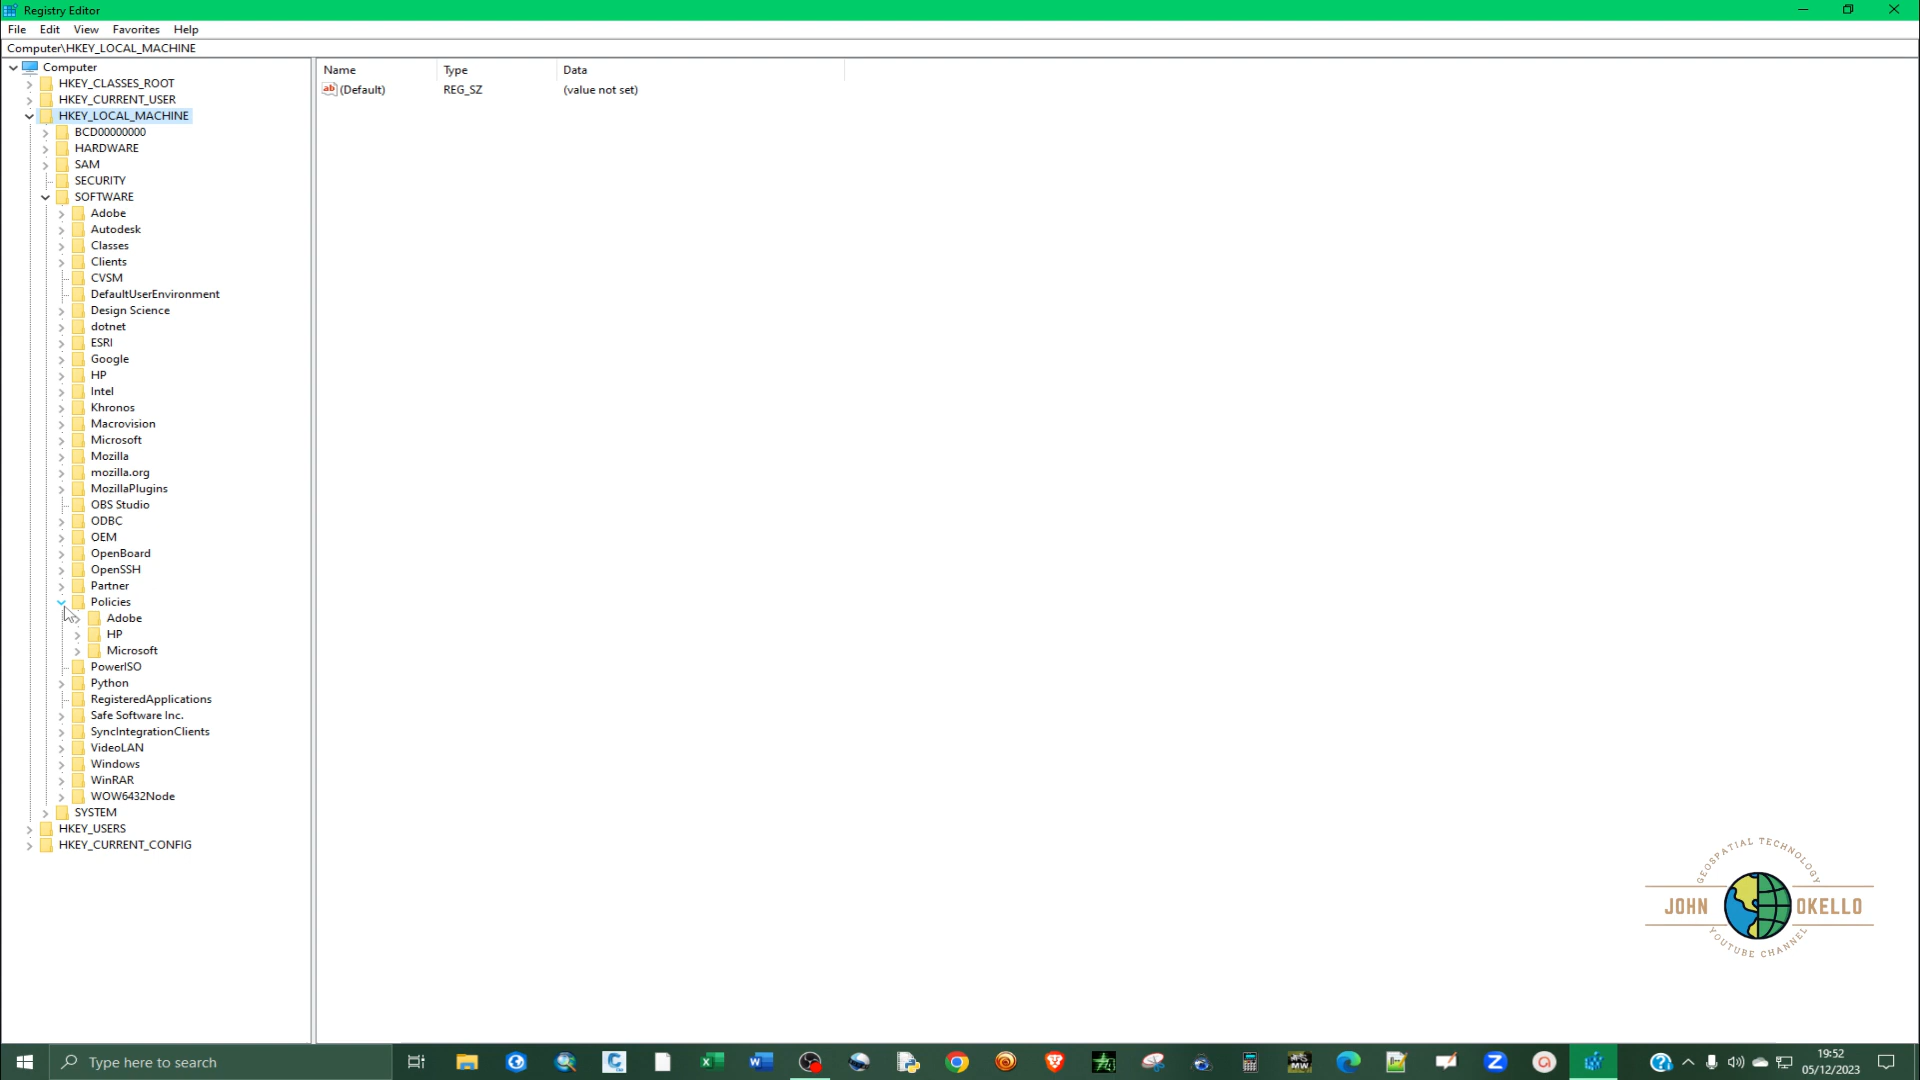 Registry Editor
File Edit View Favorites Help
Computer\HKEY_LOCAL_MACHINE
Computer
HKEY_CLASSES_ROOT
HKEY_CURRENT_USER
HKEY_LOCAL_MACHINE
BCD00000000
HARDWARE
SAM
SECURITY
SOFTWARE
Adobe
Autodesk
Classes
Clients
CVSM
DefaultUserEnvironment
Design Science
dotnet
ESRI
Google
HP
Intel
Khronos
Macrovision
Microsoft
Mozilla
mozilla.org
MozillaPlugins
OBS Studio
ODBC
OEM
OpenBoard
OpenSSH
Partner
Policies
Adobe
HP
Microsoft
PowerISO
Python
RegisteredApplications
Safe Software Inc.
SyncIntegrationClients
VideoLAN
Windows
WinRAR
WOW6432Node
SYSTEM
HKEY_USERS
HKEY_CURRENT_CONFIG
Name Type Data
(Default) REG_SZ (value not set)
GEOSPATIAL TECHNOLOGY
JOHN OKELLO
YOUTUBE CHANNEL
Type here to search
19:52
05/12/2023